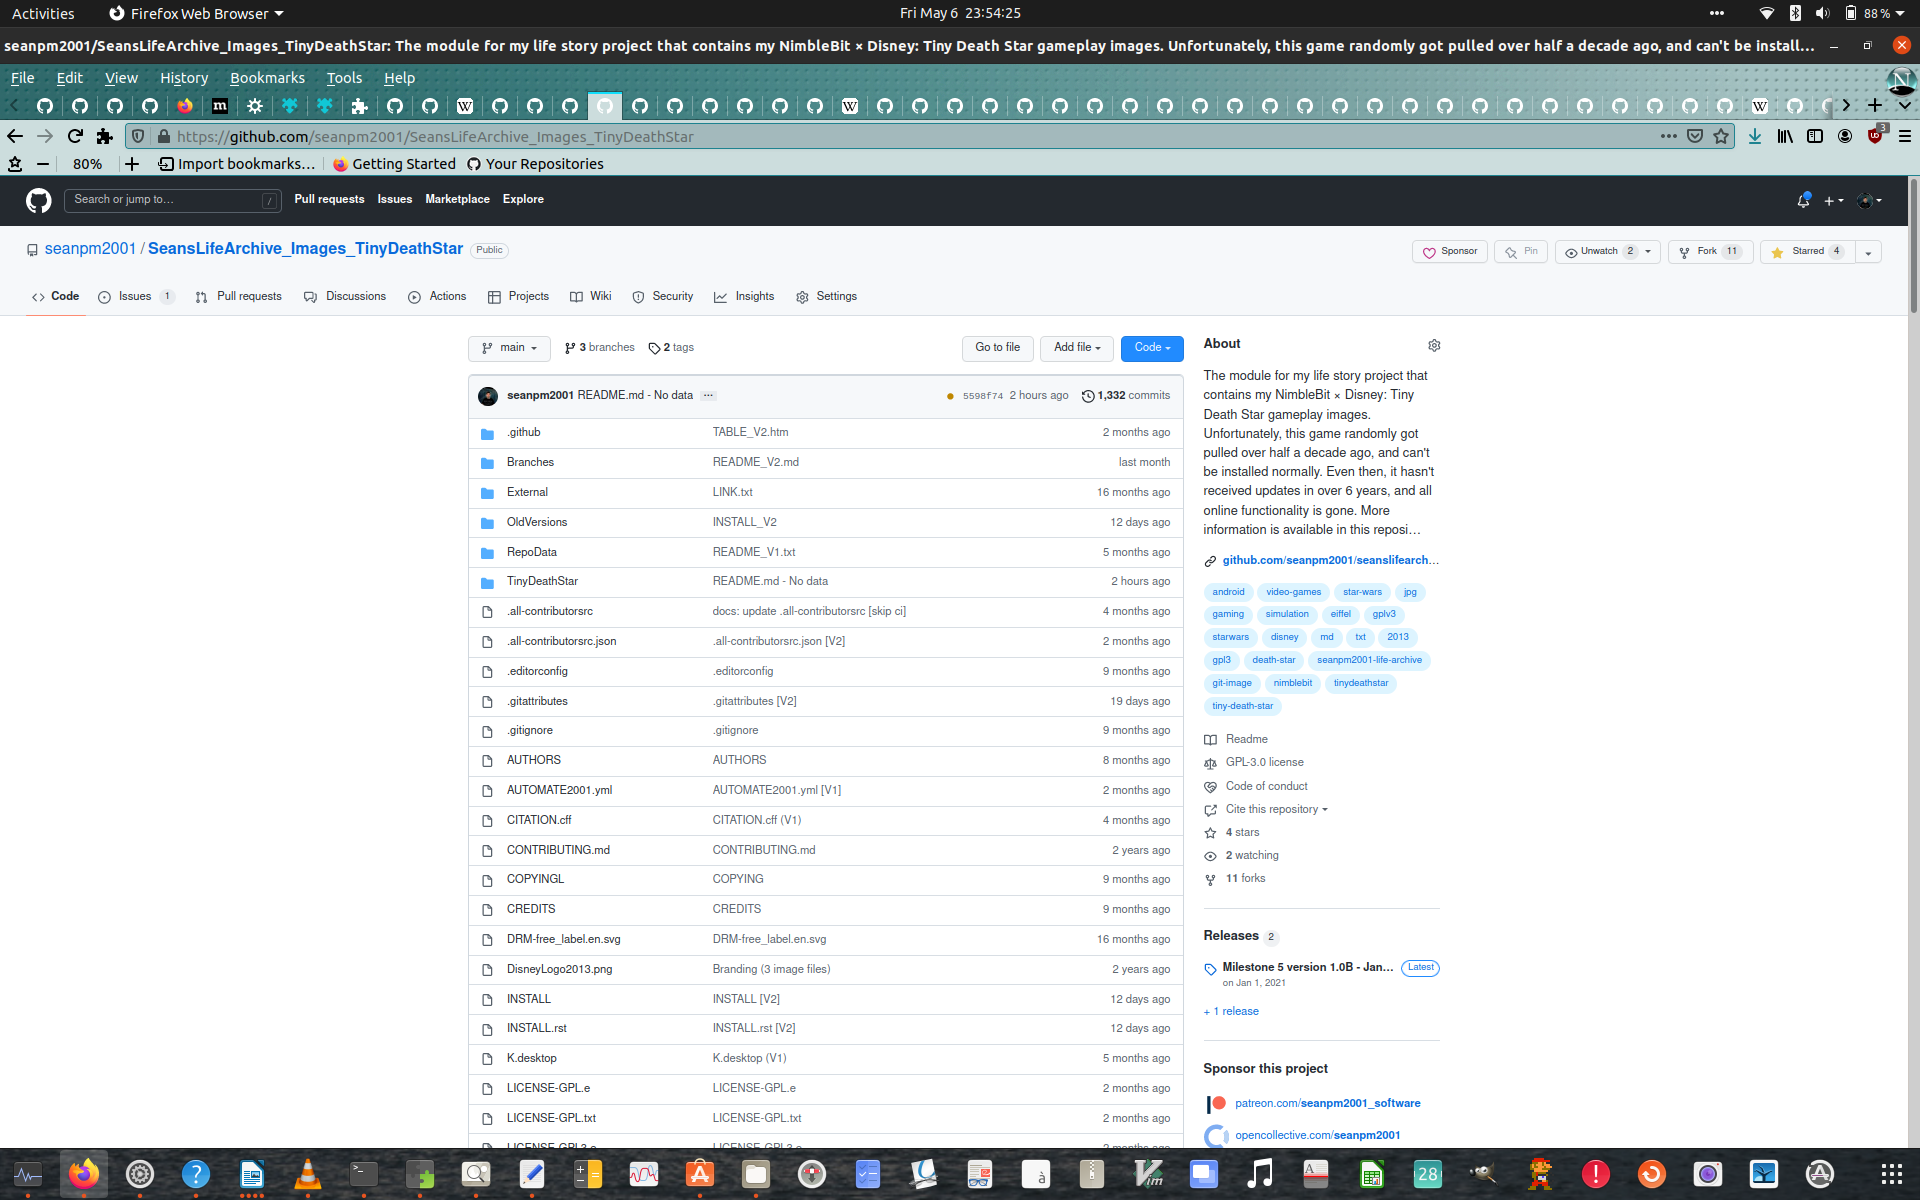 Activities
Firefox Web Browser
Fri May 6 23:54:25
88 %
seanpm2001/SeansLifeArchive_Images_TinyDeathStar: The module for my life story project that contains my NimbleBit × Disney: Tiny Death Star gameplay images. Unfortunately, this game randomly got pulled over half a decade ago, and can't be install…
File Edit View History Bookmarks Tools Help
https://github.com/seanpm2001/SeansLifeArchive_Images_TinyDeathStar
3
80%
Import bookmarks…
Getting Started
Your Repositories
Search or jump to…
/
Pull requests Issues Marketplace Explore
seanpm2001 / SeansLifeArchive_Images_TinyDeathStar
Public
Sponsor
Pin
Unwatch 2
Fork 11
Starred 4
Code
Issues 1
Pull requests
Discussions
Actions
Projects
Wiki
Security
Insights
Settings
main
3 branches
2 tags
Go to file
Add file
Code
seanpm2001 README.md - No data
5598f74 2 hours ago
1,332 commits
.github TABLE_V2.htm 2 months ago
Branches README_V2.md last month
External LINK.txt 16 months ago
OldVersions INSTALL_V2 12 days ago
RepoData README_V1.txt 5 months ago
TinyDeathStar README.md - No data 2 hours ago
.all-contributorsrc docs: update .all-contributorsrc [skip ci] 4 months ago
.all-contributorsrc.json .all-contributorsrc.json [V2] 2 months ago
.editorconfig .editorconfig 9 months ago
.gitattributes .gitattributes [V2] 19 days ago
.gitignore .gitignore 9 months ago
AUTHORS AUTHORS 8 months ago
AUTOMATE2001.yml AUTOMATE2001.yml [V1] 2 months ago
CITATION.cff CITATION.cff (V1) 4 months ago
CONTRIBUTING.md CONTRIBUTING.md 2 years ago
COPYINGL COPYING 9 months ago
CREDITS CREDITS 9 months ago
DRM-free_label.en.svg DRM-free_label.en.svg 16 months ago
DisneyLogo2013.png Branding (3 image files) 2 years ago
INSTALL INSTALL [V2] 12 days ago
INSTALL.rst INSTALL.rst [V2] 12 days ago
K.desktop K.desktop (V1) 5 months ago
LICENSE-GPL.e LICENSE-GPL.e 2 months ago
LICENSE-GPL.txt LICENSE-GPL.txt 2 months ago
LICENSE-GPL3.e LICENSE-GPL3.e 2 months ago
About
The module for my life story project that
contains my NimbleBit × Disney: Tiny
Death Star gameplay images.
Unfortunately, this game randomly got
pulled over half a decade ago, and can't
be installed normally. Even then, it hasn't
received updates in over 6 years, and all
online functionality is gone. More
information is available in this reposi…
github.com/seanpm2001/seanslifearch…
android video-games star-wars jpg
gaming simulation eiffel gplv3
starwars disney md txt 2013
gpl3 death-star seanpm2001-life-archive
git-image nimblebit tinydeathstar
tiny-death-star
Readme
GPL-3.0 license
Code of conduct
Cite this repository
4 stars
2 watching
11 forks
Releases 2
Milestone 5 version 1.0B - Jan… Latest
on Jan 1, 2021
+ 1 release
Sponsor this project
patreon.com/seanpm2001_software
opencollective.com/seanpm2001
28